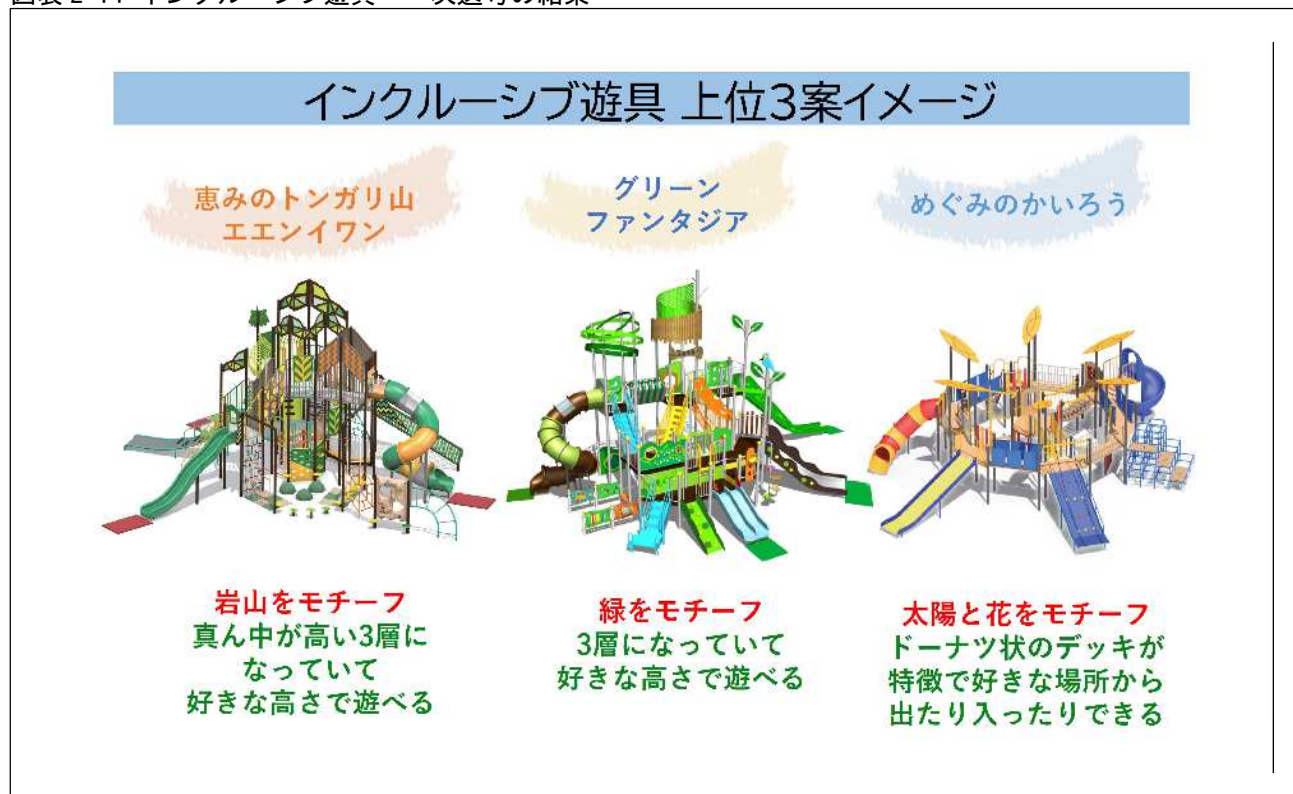 インクルーシブ遊具 上位3案イメージ
恵みのトンガリ山
エエンイワン
グリーン
ファンタジア
めぐみのかいろう
岩山をモチーフ
真ん中が高い3層に
なっていて
好きな高さで遊べる
緑をモチーフ
3層になっていて
好きな高さで遊べる
太陽と花をモチーフ
ドーナツ状のデッキが
特徴で好きな場所から
出たり入ったりできる